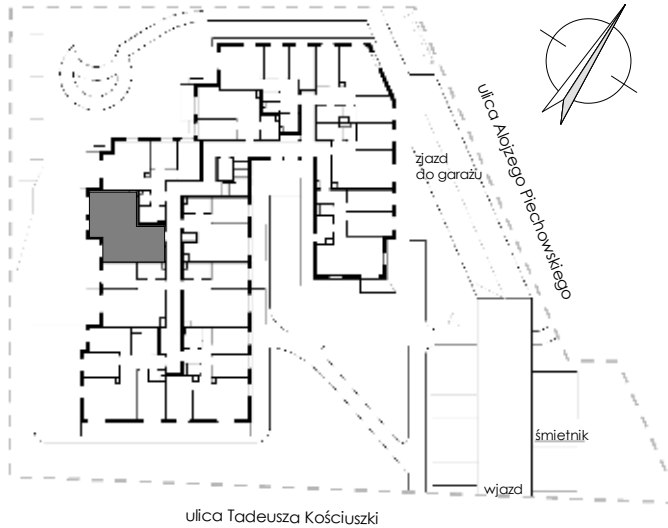 ulica Alojzego Piechowskiego
zjazd
do garażu
śmietnik
wjazd
ulica Tadeusza Kościuszki